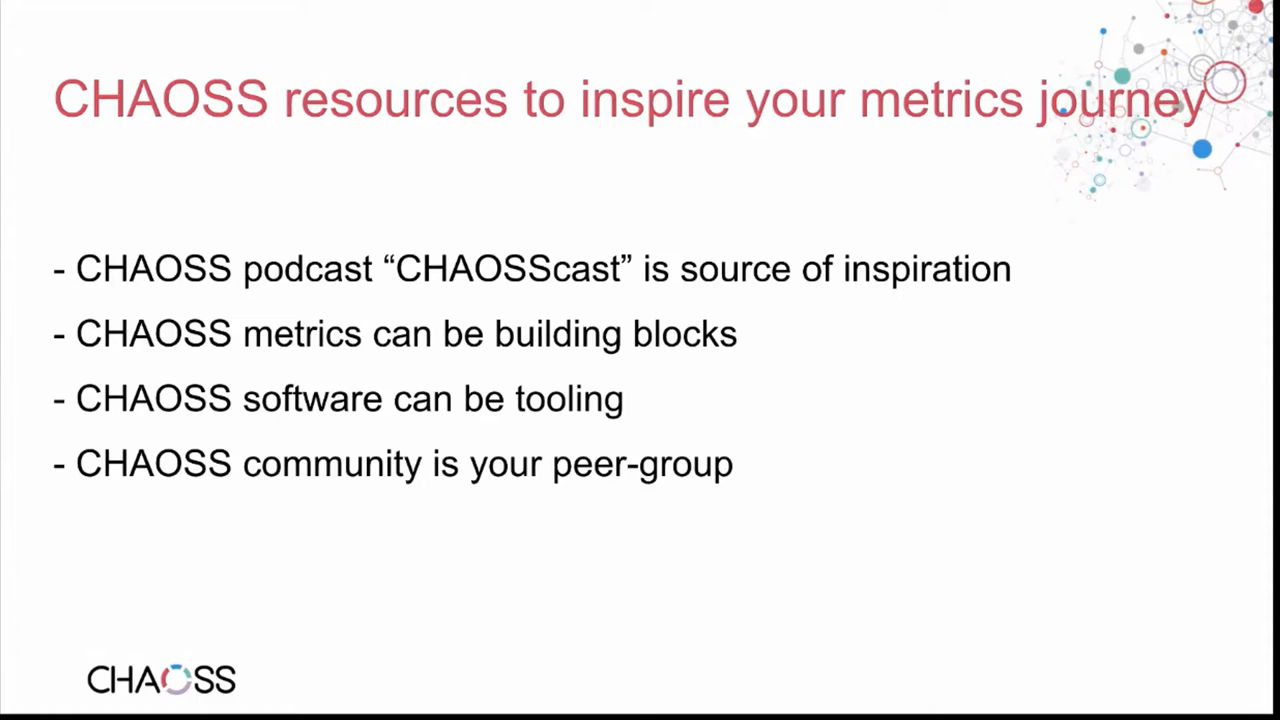 CHAOSS resources to inspire your metrics journey
- CHAOSS podcast “CHAOSScast” is source of inspiration
- CHAOSS metrics can be building blocks
- CHAOSS software can be tooling
- CHAOSS community is your peer-group
CHAOSS